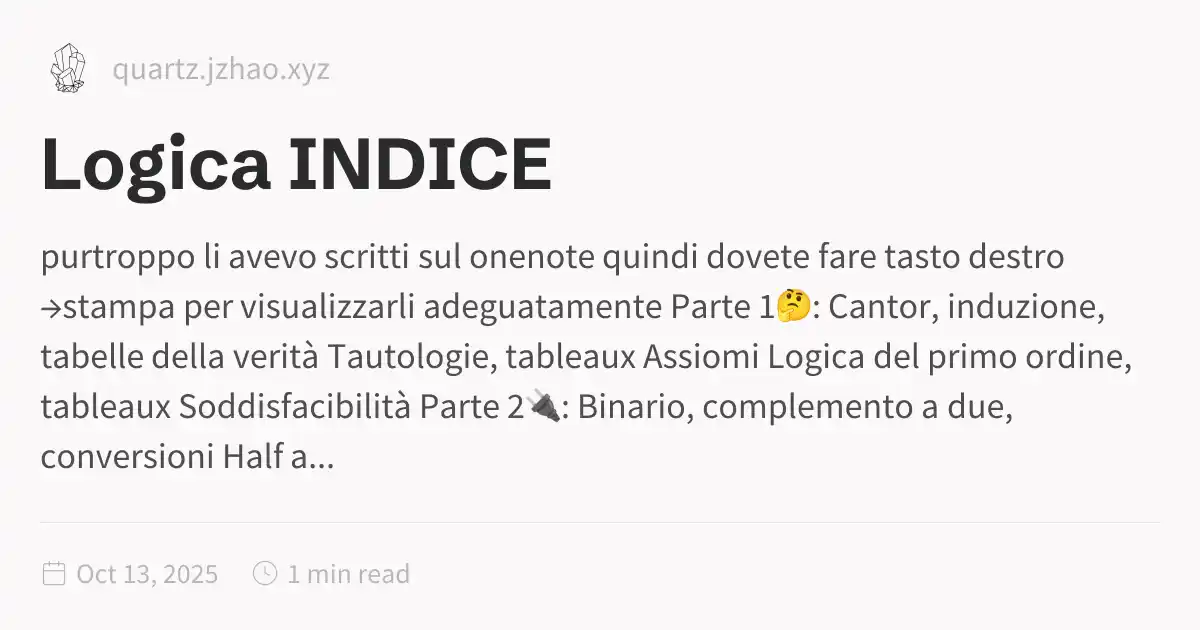 quartz.jzhao.xyz
Logica INDICE
purtroppo li avevo scritti sul onenote quindi dovete fare tasto destro
→stampa per visualizzarli adeguatamente Parte 1🤔: Cantor, induzione,
tabelle della verità Tautologie, tableaux Assiomi Logica del primo ordine,
tableaux Soddisfacibilità Parte 2🔌: Binario, complemento a due,
conversioni Half a...
Oct 13, 2025
1 min read